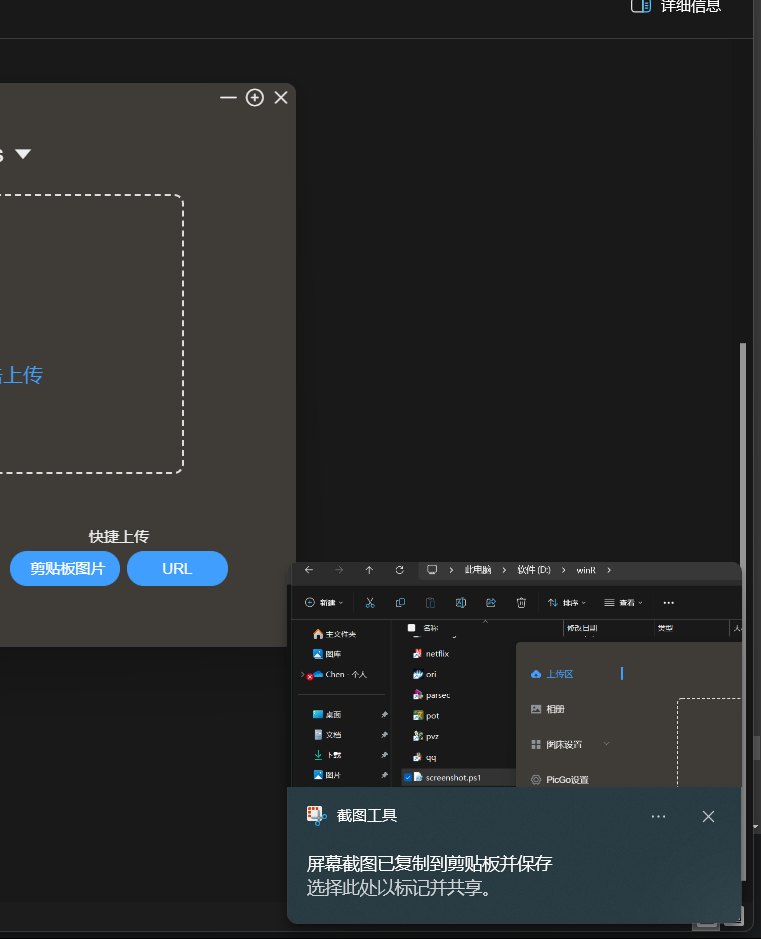 详细信息
上传
快捷上传
剪贴板图片
URL
此电脑
软件 (D:)
winR
新建
排序
查看
主文件夹
图库
Chen - 个人
桌面
文档
下载
图片
名称
修改日期
类型
netflix
ori
parsec
pot
pvz
qq
screenshot.ps1
上传区
相册
图床设置
PicGo设置
截图工具
屏幕截图已复制到剪贴板并保存
选择此处以标记并共享。